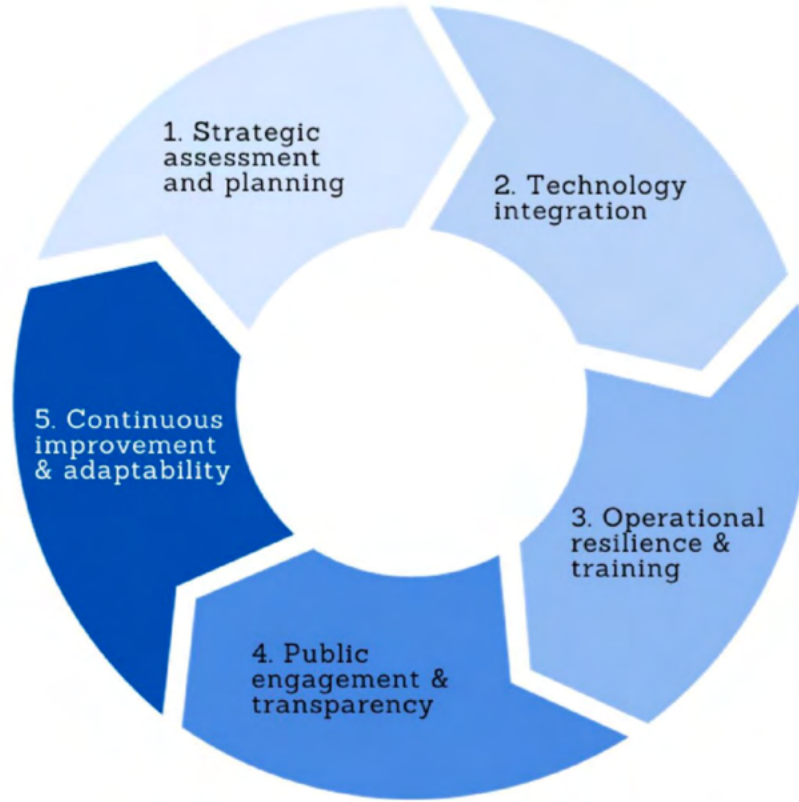 1. Strategic
assessment
and planning
2. Technology
integration
3. Operational
resilience &
training
4. Public
engagement &
transparency
5. Continuous
improvement
& adaptability